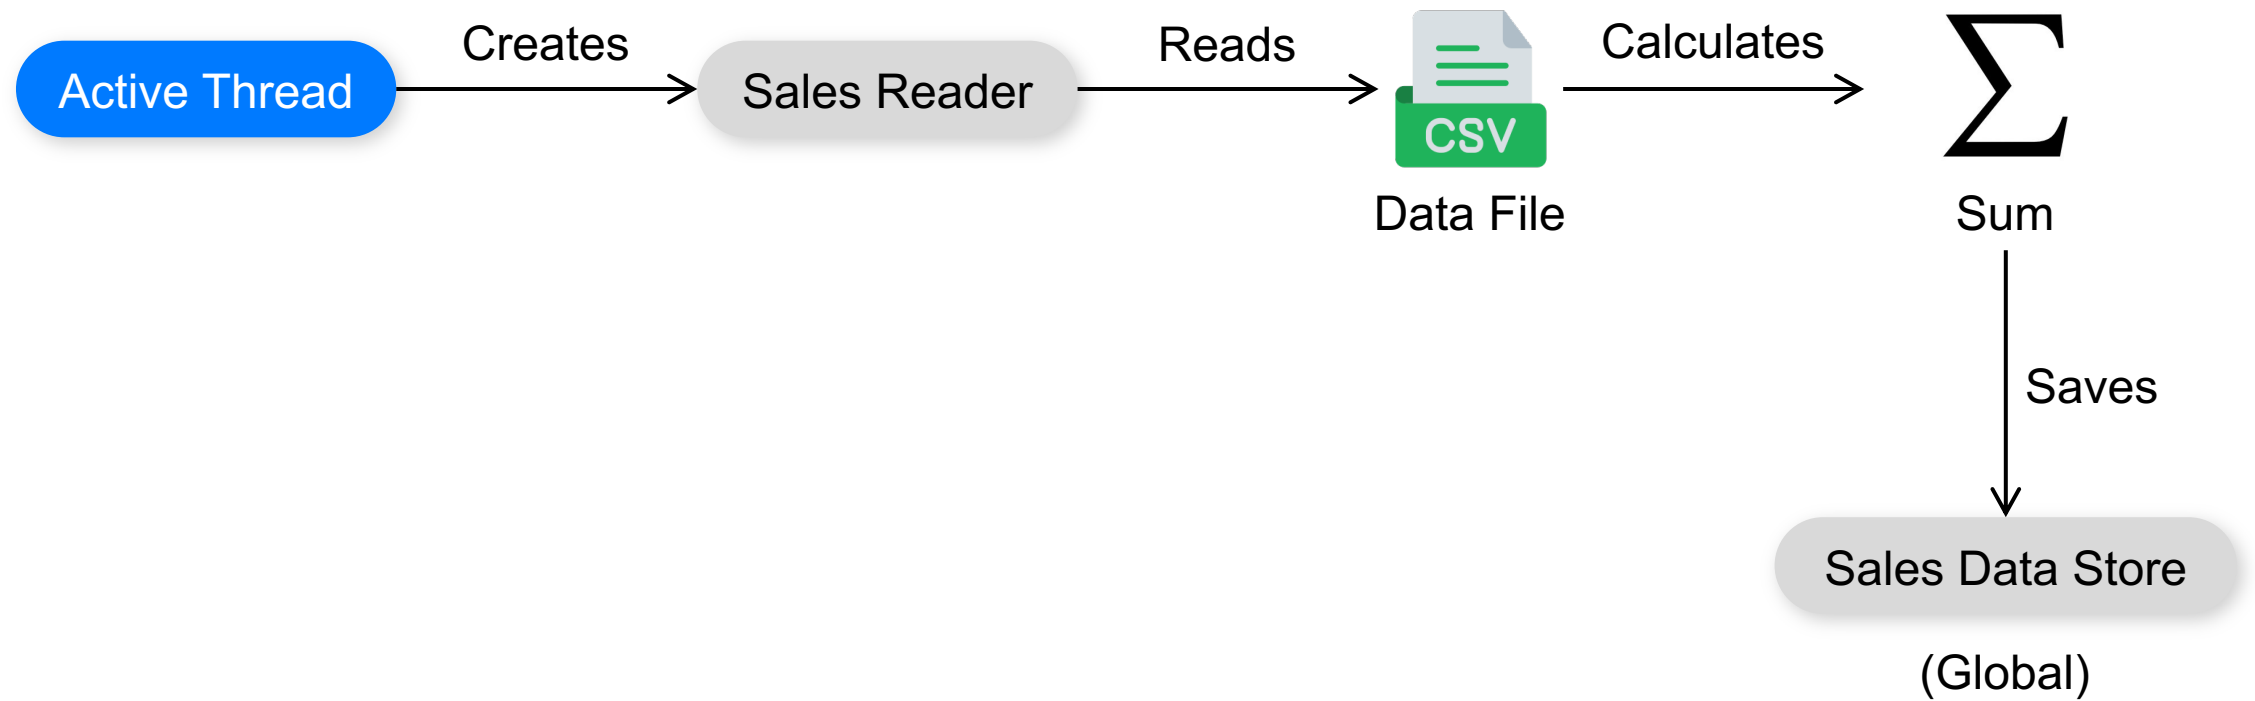 Active Thread
Creates
Sales Reader
Reads
CSV
Data File
Calculates
Sum
Saves
Sales Data Store
(Global)